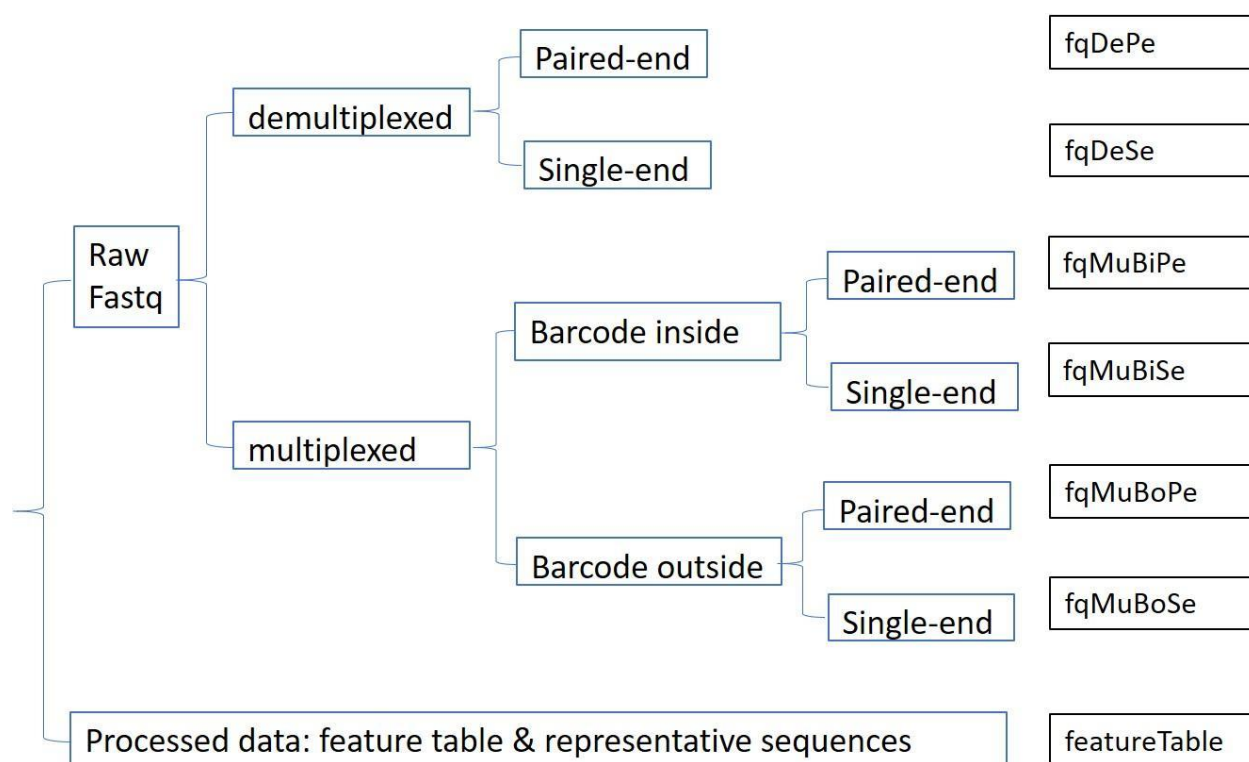 Paired-end
fqDePe
demultiplexed
Single-end
fqDeSe
Raw
Fastq
Paired-end
fqMuBiPe
Barcode inside
Single-end
fqMuBiSe
multiplexed
Paired-end
fqMuBoPe
Barcode outside
Single-end
fqMuBoSe
Processed data: feature table & representative sequences
featureTable